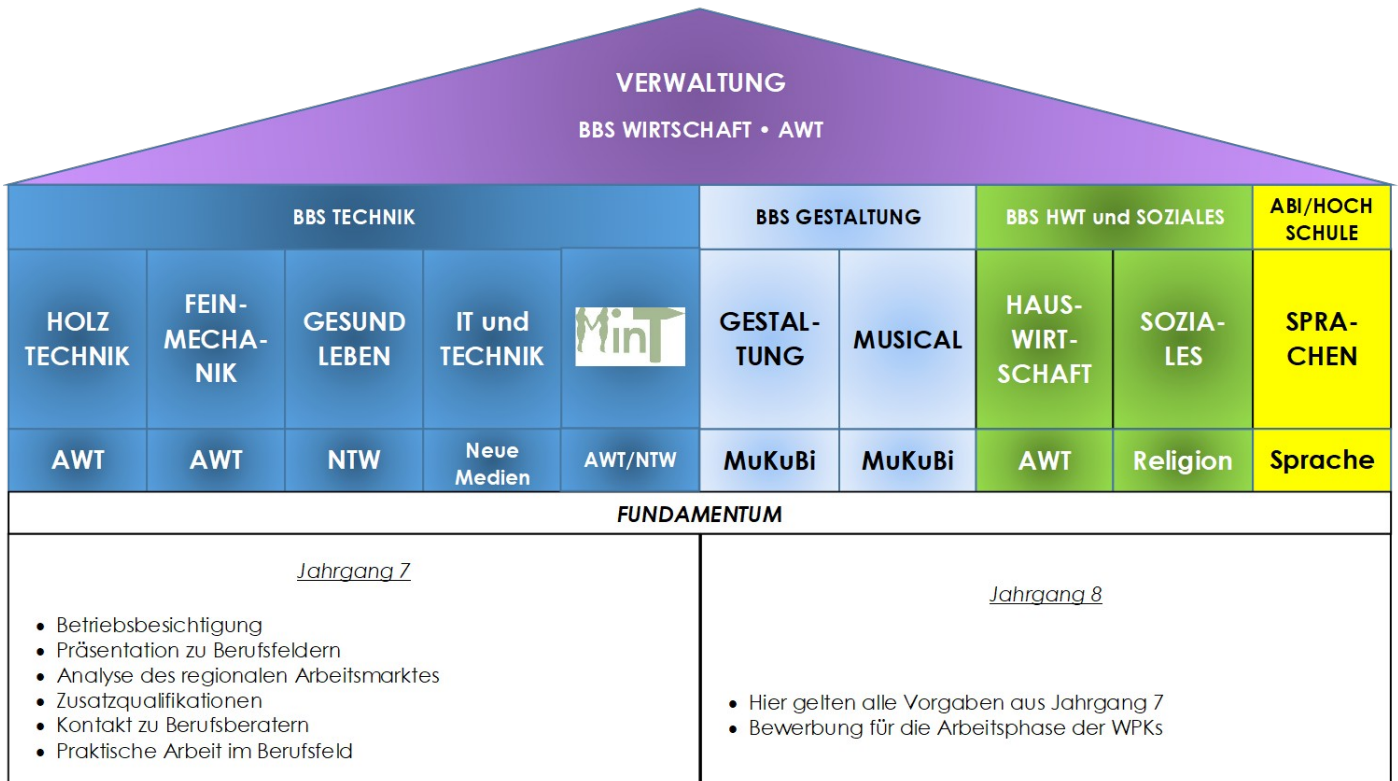 VERWALTUNG
BBS WIRTSCHAFT • AWT
BBS TECHNIK
BBS GESTALTUNG
BBS HWT und SOZIALES
ABI/HOCH
SCHULE
HOLZ
TECHNIK
FEIN-
MECHA-
NIK
GESUND
LEBEN
IT und
TECHNIK
MinT
GESTAL-
TUNG
MUSICAL
HAUS-
WIRT-
SCHAFT
SOZIA-
LES
SPRA-
CHEN
AWT
AWT
NTW
Neue
Medien
AWT/NTW
MuKuBi
MuKuBi
AWT
Religion
Sprache
FUNDAMENTUM
Jahrgang 7
• Betriebsbesichtigung
• Präsentation zu Berufsfeldern
• Analyse des regionalen Arbeitsmarktes
• Zusatzqualifikationen
• Kontakt zu Berufsberatern
• Praktische Arbeit im Berufsfeld
Jahrgang 8
• Hier gelten alle Vorgaben aus Jahrgang 7
• Bewerbung für die Arbeitsphase der WPKs